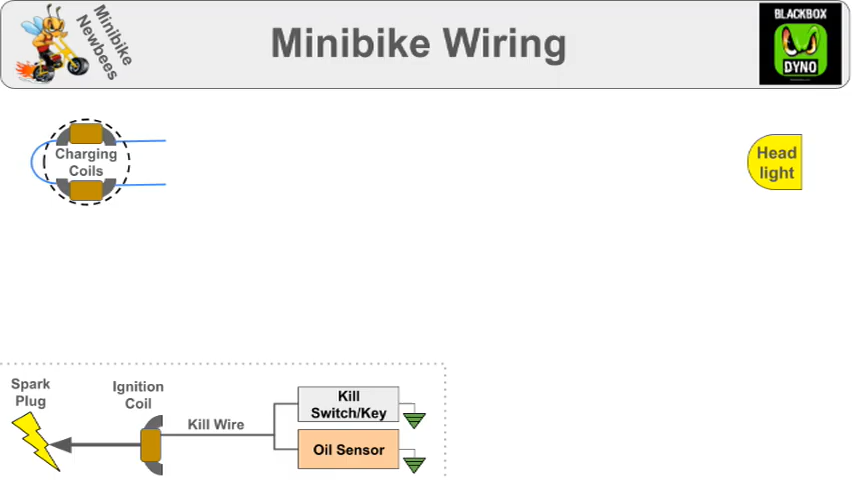 Minibike
Newbees
Minibike Wiring
BLACKBOX
DYNO
Charging
Coils
Head
light
Spark
Plug
Ignition
Coil
Kill Wire
Kill
Switch/Key
Oil Sensor